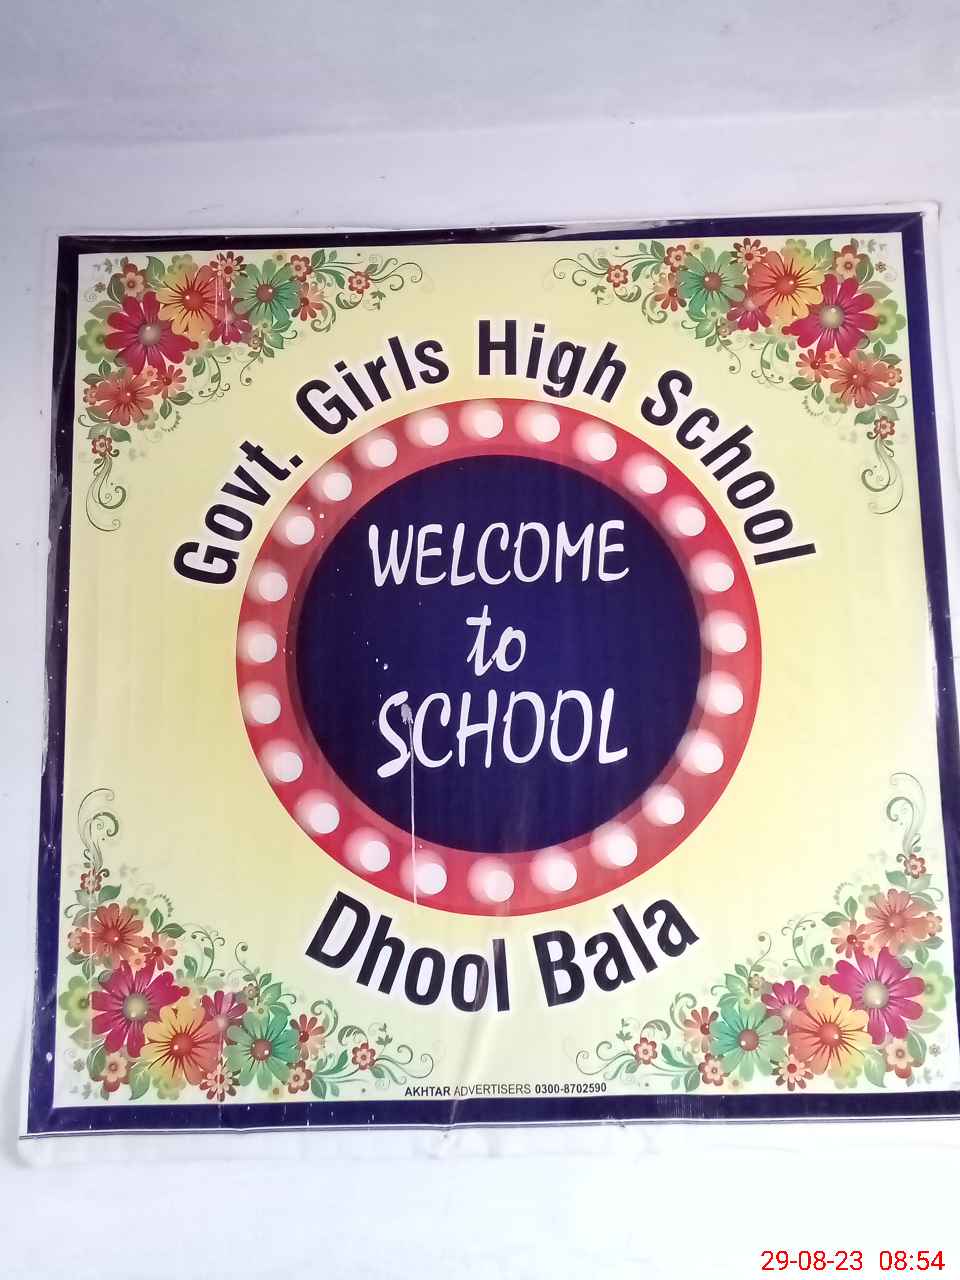 Govt. Girls High School
WELCOME
to
SCHOOL
Dhool Bala
AKHTAR ADVERTISERS 0300-8702590
29-08-23 08:54